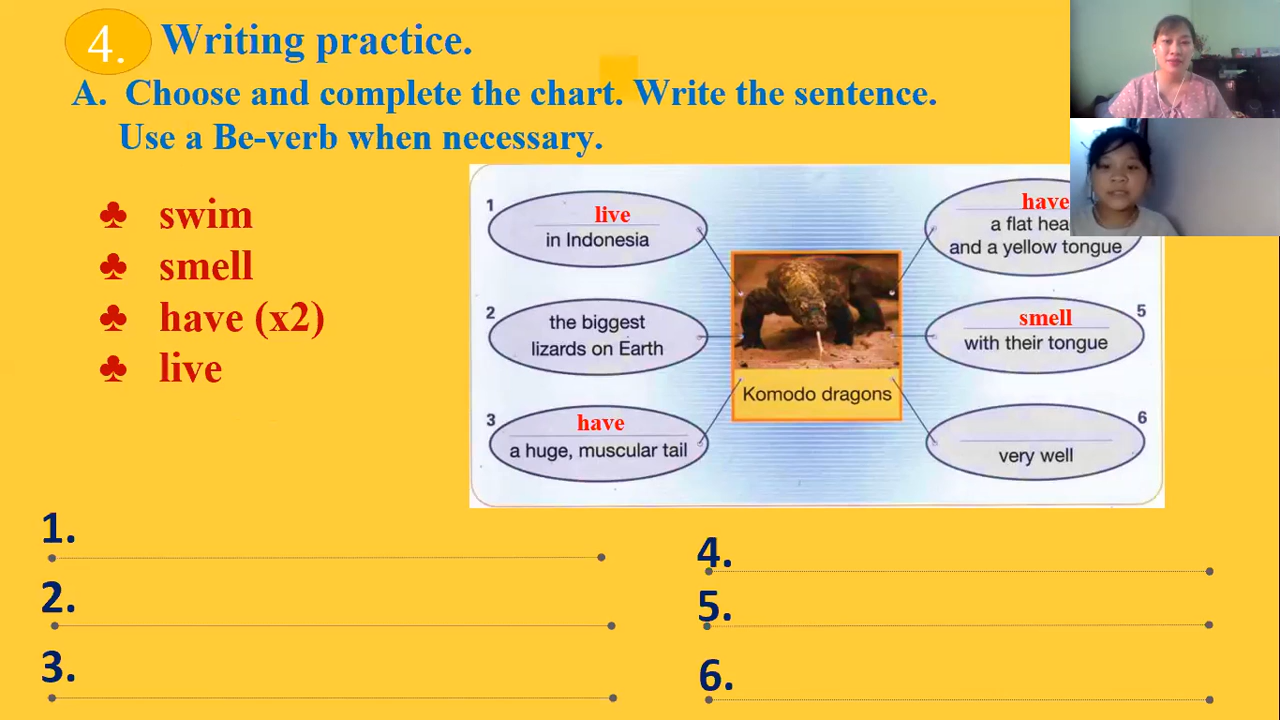 4. Writing practice.
A. Choose and complete the chart. Write the sentence.
Use a Be-verb when necessary.
♣ swim
♣ smell
♣ have (x2)
♣ live
1
live
in Indonesia
2
the biggest
lizards on Earth
3
have
a huge, muscular tail
Komodo dragons
have
a flat
and a yellow tongue
5
smell
with their tongue
6
very well
1.
2.
3.
4.
5.
6.